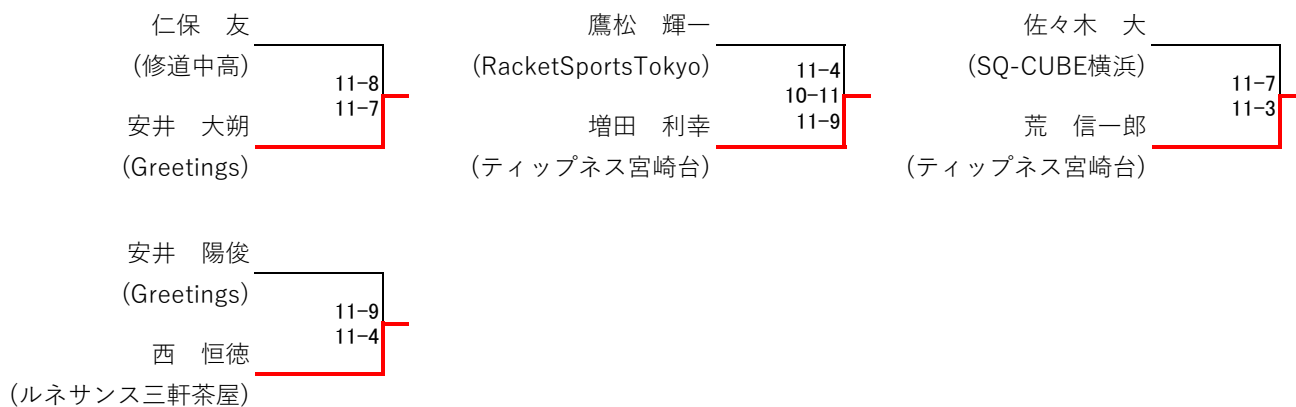 仁保　友
(修道中高)
11-8
11-7
安井　大朔
(Greetings)
鷹松　輝一
(RacketSportsTokyo)
11-4
10-11
11-9
増田　利幸
(ティップネス宮崎台)
佐々木　大
(SQ-CUBE横浜)
11-7
11-3
荒　信一郎
(ティップネス宮崎台)
安井　陽俊
(Greetings)
11-9
11-4
西　恒徳
(ルネサンス三軒茶屋)